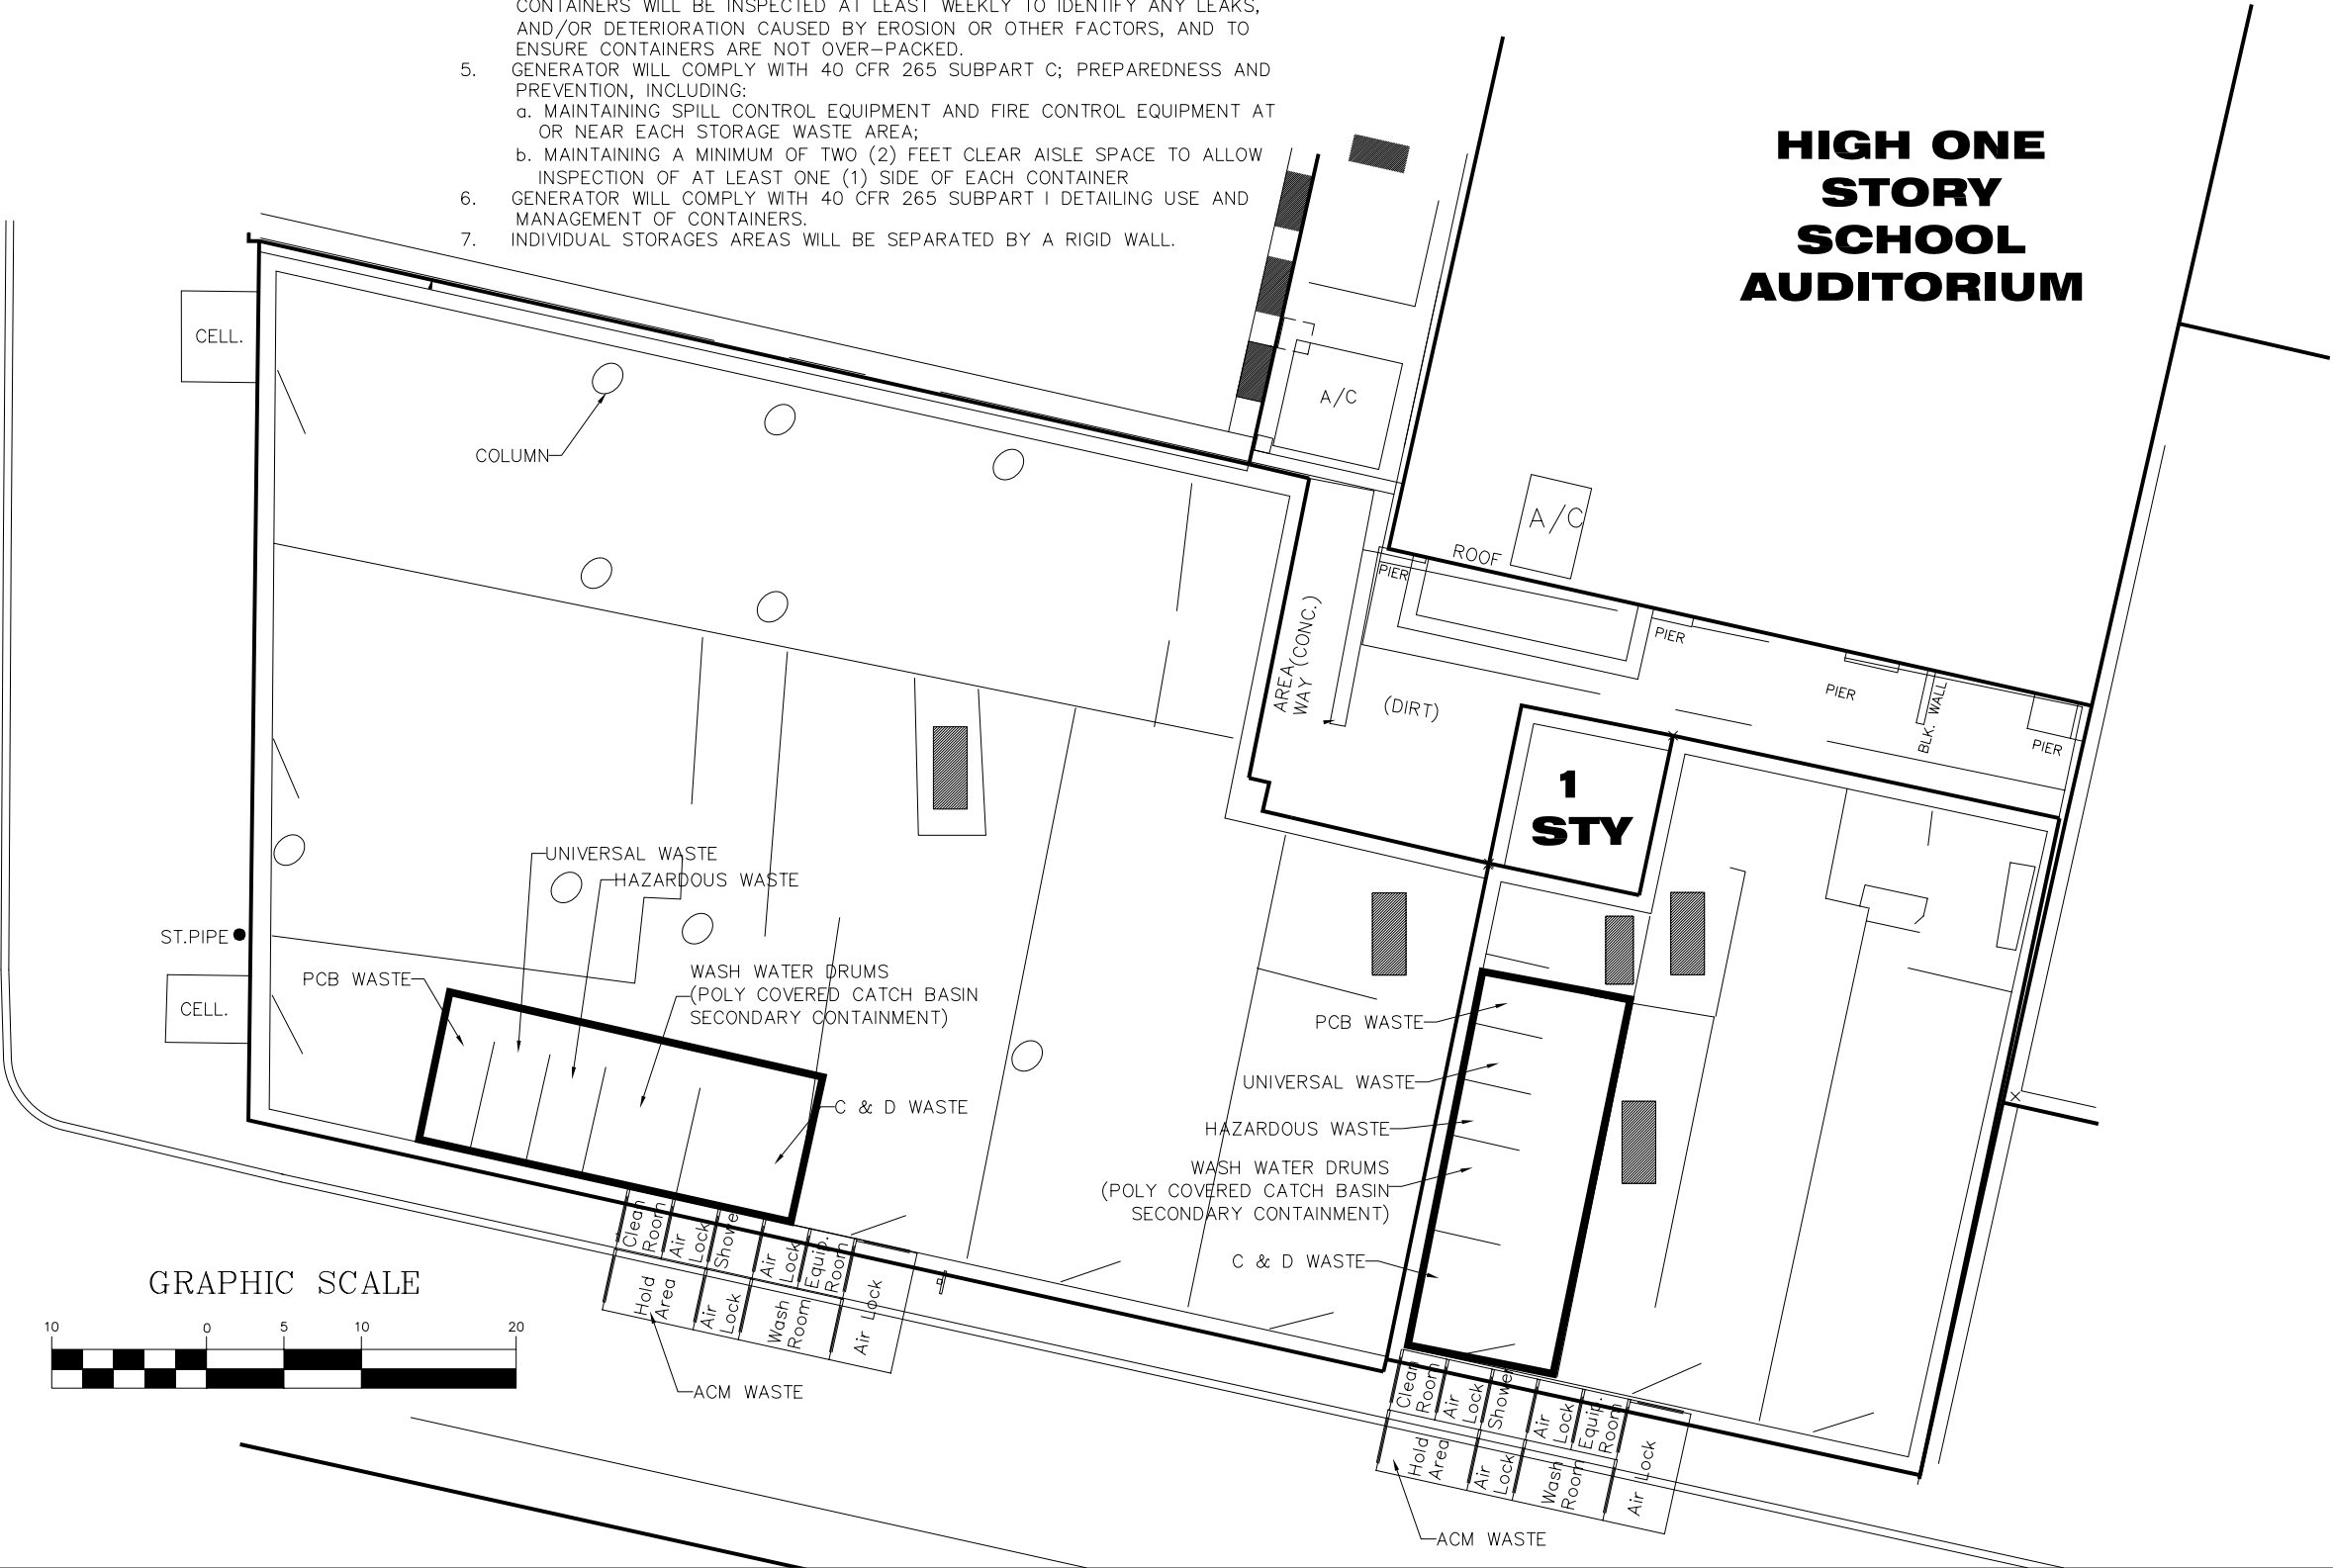 CONTAINERS WILL BE INSPECTED AT LEAST WEEKLY TO IDENTIFY ANY LEAKS,
AND/OR DETERIORATION CAUSED BY EROSION OR OTHER FACTORS, AND TO
ENSURE CONTAINERS ARE NOT OVER-PACKED.
5. GENERATOR WILL COMPLY WITH 40 CFR 265 SUBPART C; PREPAREDNESS AND
PREVENTION, INCLUDING:
a. MAINTAINING SPILL CONTROL EQUIPMENT AND FIRE CONTROL EQUIPMENT AT
OR NEAR EACH STORAGE WASTE AREA;
b. MAINTAINING A MINIMUM OF TWO (2) FEET CLEAR AISLE SPACE TO ALLOW
INSPECTION OF AT LEAST ONE (1) SIDE OF EACH CONTAINER
6. GENERATOR WILL COMPLY WITH 40 CFR 265 SUBPART I DETAILING USE AND
MANAGEMENT OF CONTAINERS.
7. INDIVIDUAL STORAGES AREAS WILL BE SEPARATED BY A RIGID WALL.
HIGH ONE
STORY
SCHOOL
AUDITORIUM
CELL.
COLUMN
A/C
A/C
ROOF
PIER
PIER
PIER
BLK. WALL
PIER
AREA
WAY (CONC.)
(DIRT)
1
STY
UNIVERSAL WASTE
HAZARDOUS WASTE
ST.PIPE
PCB WASTE
WASH WATER DRUMS
(POLY COVERED CATCH BASIN
SECONDARY CONTAINMENT)
CELL.
C & D WASTE
PCB WASTE
UNIVERSAL WASTE
HAZARDOUS WASTE
WASH WATER DRUMS
(POLY COVERED CATCH BASIN
SECONDARY CONTAINMENT)
C & D WASTE
Clean
Room
Air
Lock
Shower
Air
Lock
Equip.
Room
Hold
Area
Air
Lock
Wash
Room
Air Lock
ACM WASTE
GRAPHIC SCALE
10 0 5 10 20
Clean
Room
Air
Lock
Shower
Air
Lock
Equip.
Room
Hold
Area
Air
Lock
Wash
Room
Air Lock
ACM WASTE